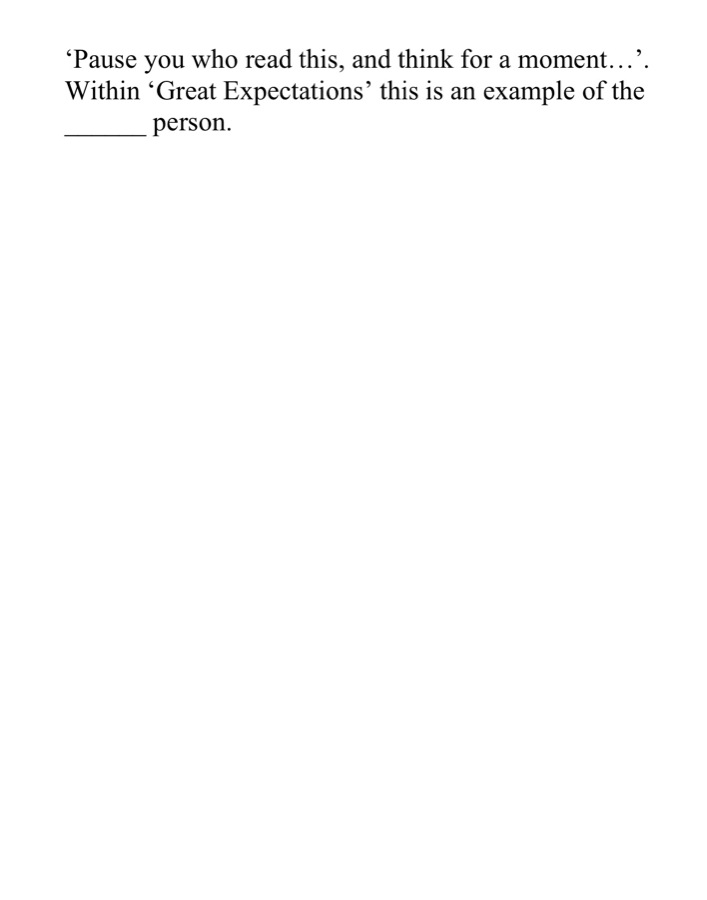 ‘Pause you who read this, and think for a moment…’.
Within ‘Great Expectations’ this is an example of the
______ person.